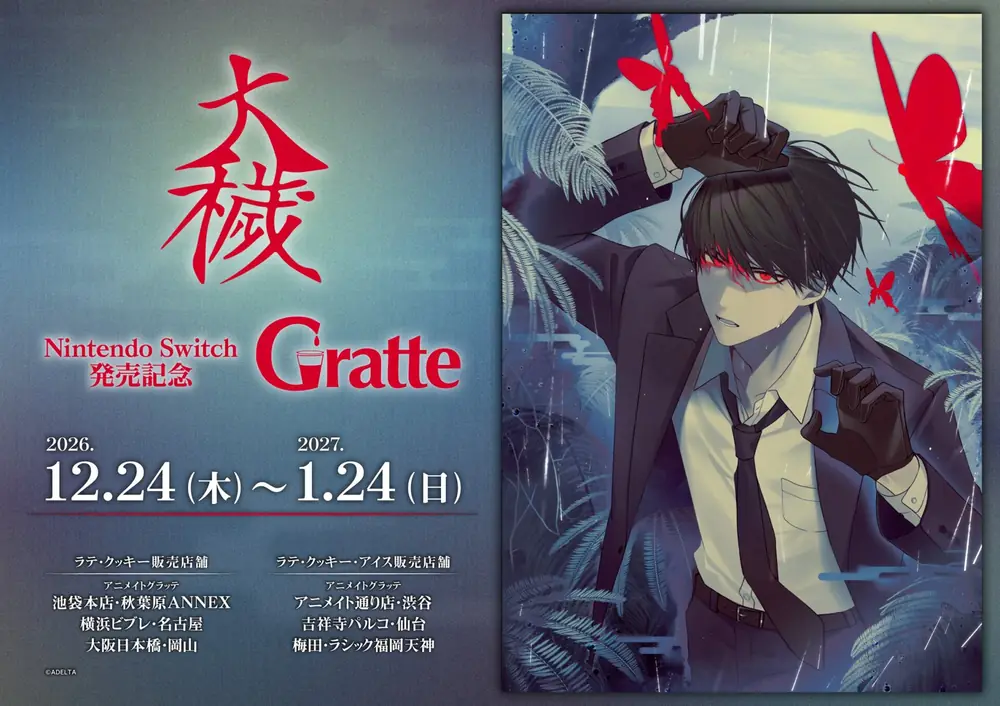 大穢
Nintendo Switch
発売記念
Gratte
2026.
12.24(木)～
2027.
1.24(日)
ラテ・クッキー販売店舗
アニメイトグラッテ
池袋本店・秋葉原ANNEX
横浜ビブレ・名古屋
大阪日本橋・岡山
ラテ・クッキー・アイス販売店舗
アニメイトグラッテ
アニメイト通り店・渋谷
吉祥寺パルコ・仙台
梅田・ラシック福岡天神
©ADELTA